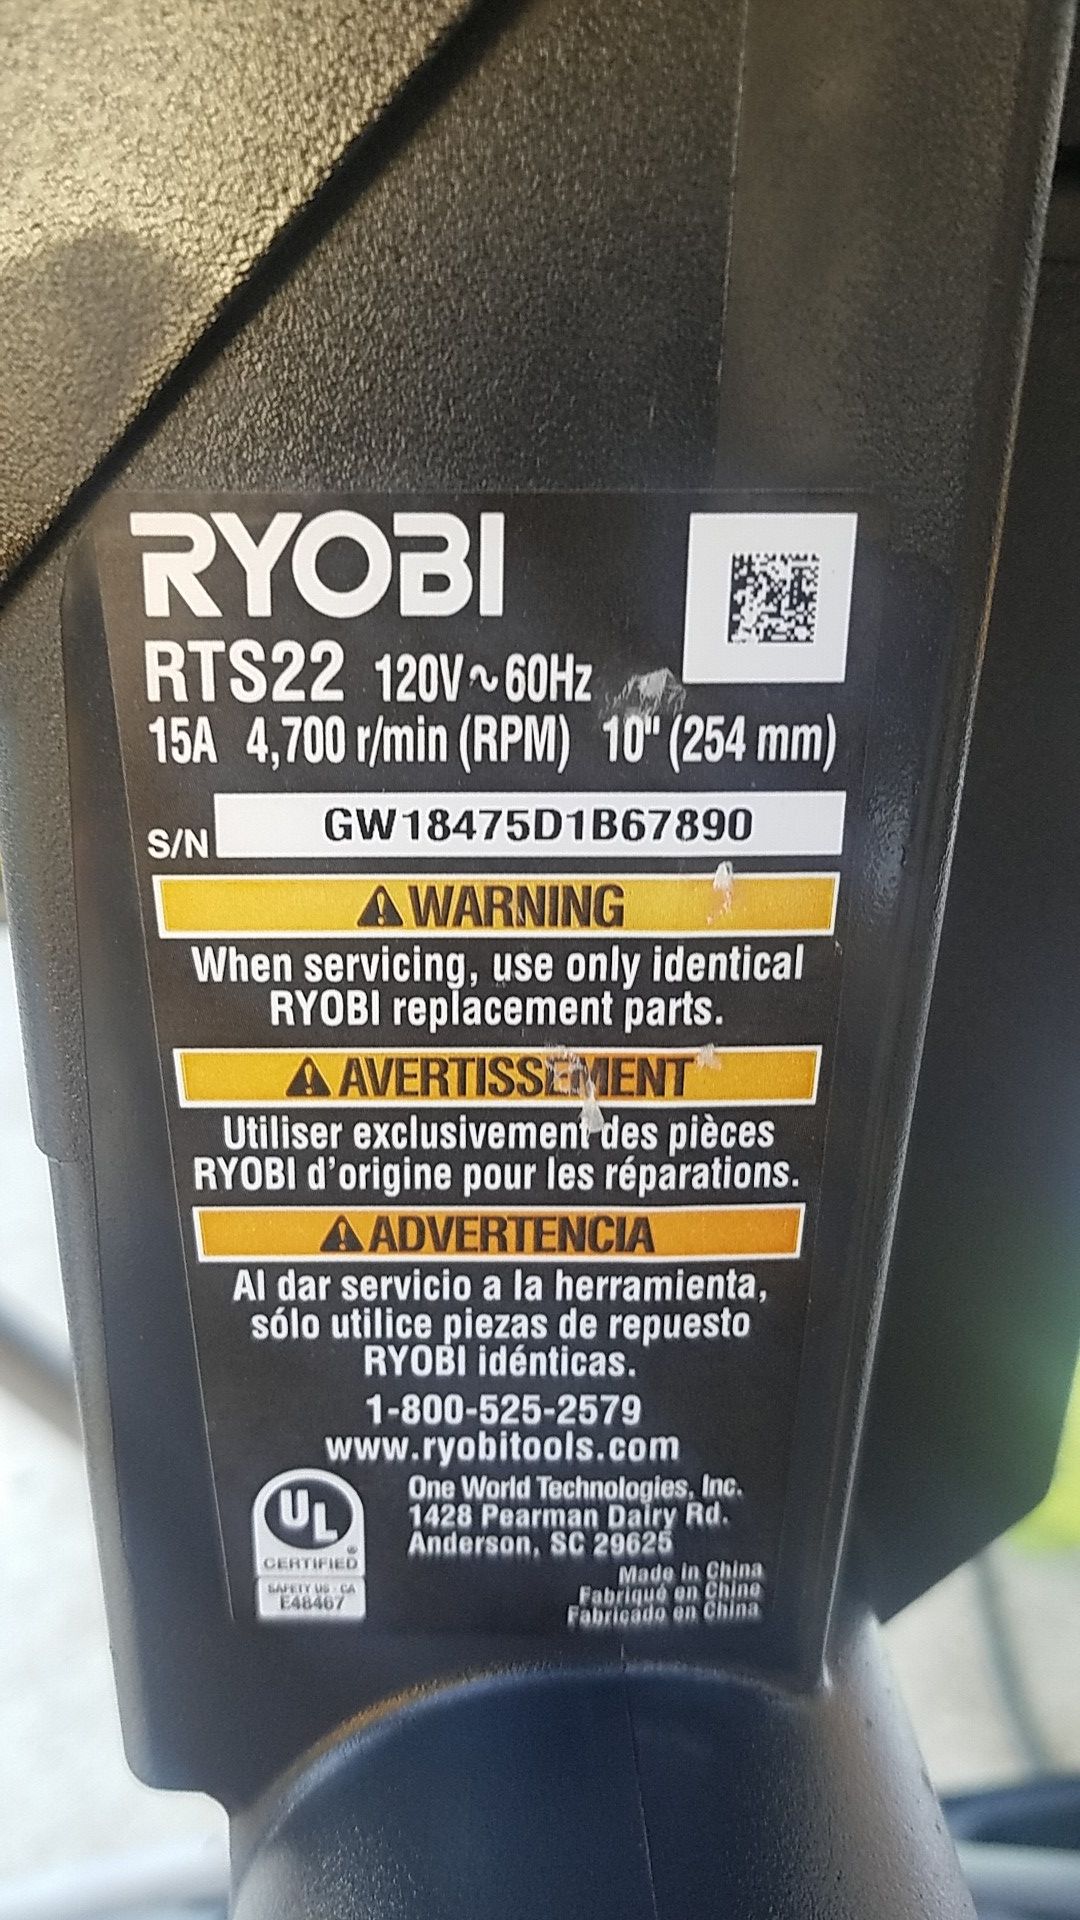 RYOBI
RTS22 120V~60Hz
15A 4,700 r/min (RPM) 10" (254 mm)
S/N GW18475D1B67890
WARNING
When servicing, use only identical
RYOBI replacement parts.
AVERTISSEMENT
Utiliser exclusivement des pièces
RYOBI d'origine pour les réparations.
ADVERTENCIA
Al dar servicio a la herramienta,
sólo utilice piezas de repuesto
RYOBI idénticas.
1-800-525-2579
www.ryobitools.com
UL
CERTIFIED
SAFETY US - CA
E48467
One World Technologies, Inc.
1428 Pearman Dairy Rd.
Anderson, SC 29625
Made in China
Fabriqué en Chine
Fabricado en China